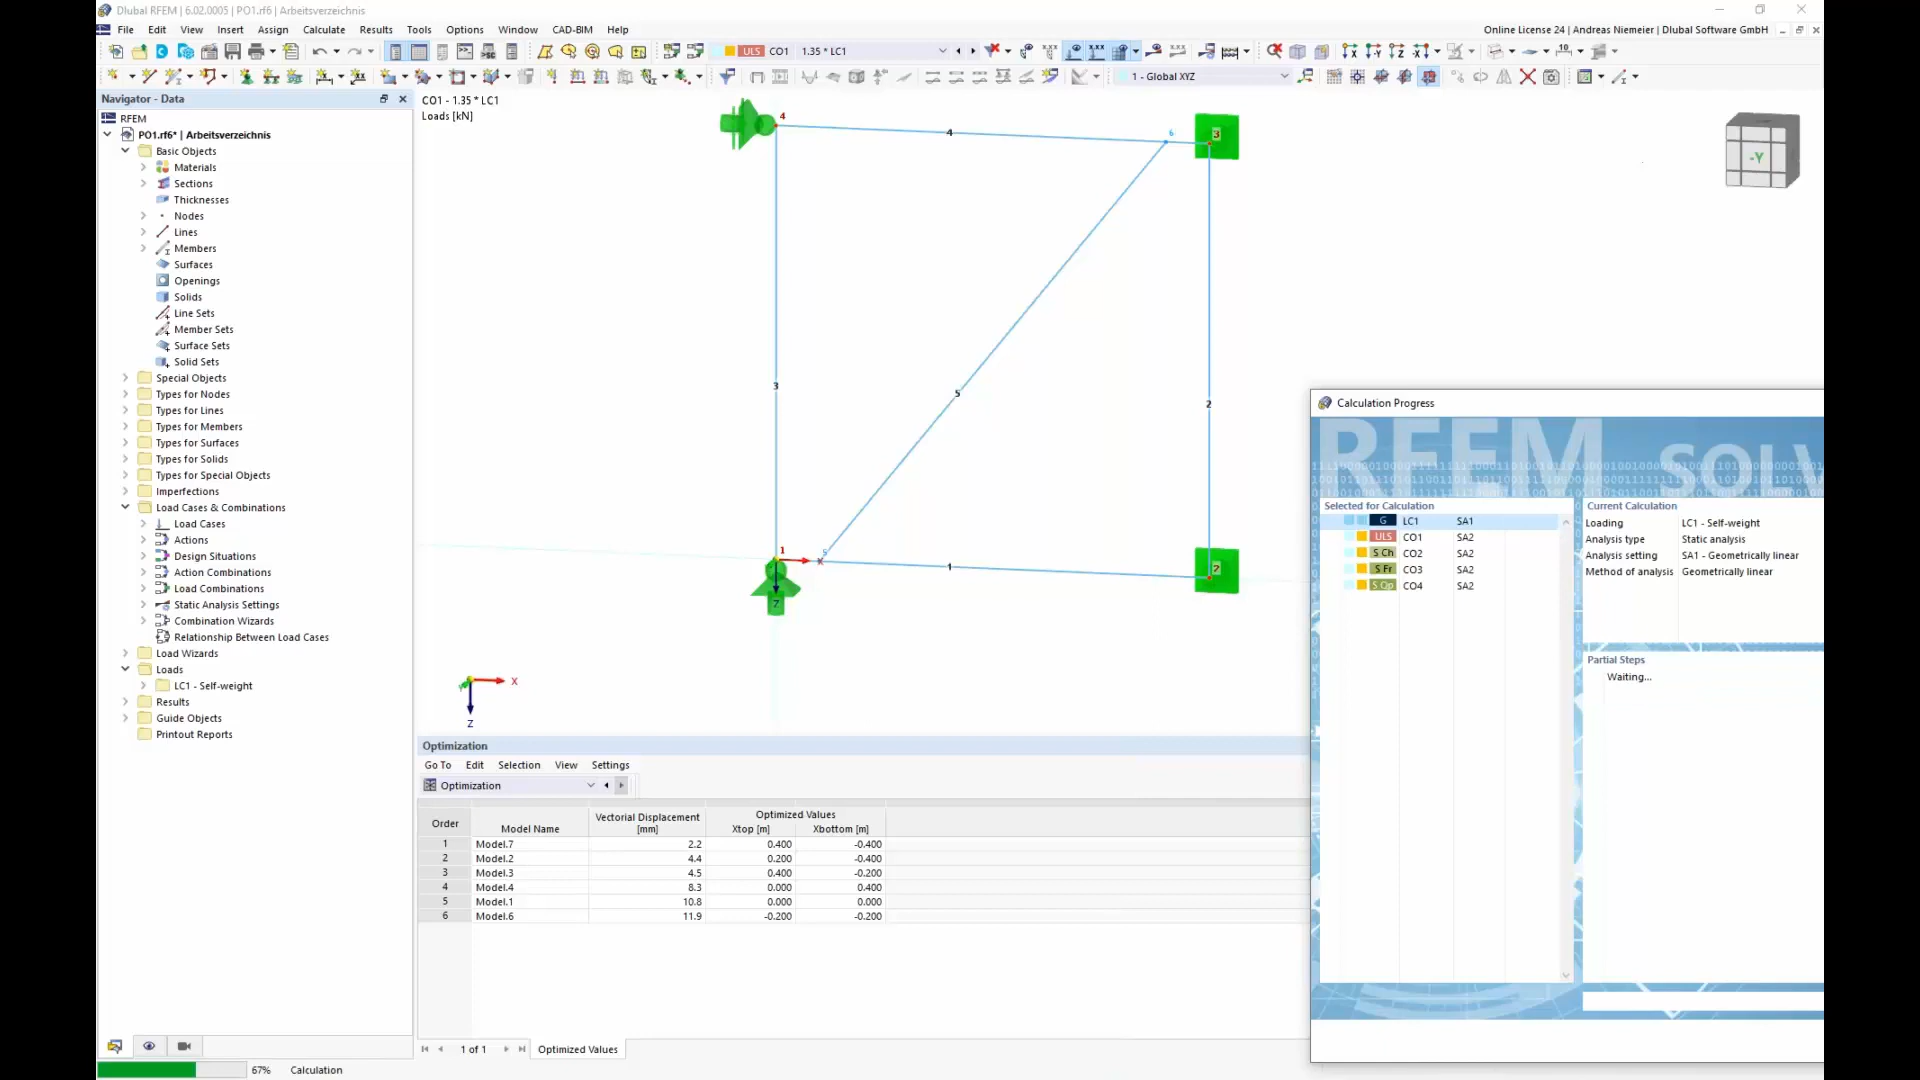 Dlubal RFEM | 6.02.0005 | PO1.rf6 | Arbeitsverzeichnis
File Edit View Insert Assign Calculate Results Tools Options Window CAD-BIM Help
Online License 24 | Andreas Niemeier | Dlubal Software GmbH
ULS CO1 1.35 * LC1
1 - Global XYZ
Navigator - Data
RFEM
PO1.rf6* | Arbeitsverzeichnis
Basic Objects
Materials
Sections
Thicknesses
Nodes
Lines
Members
Surfaces
Openings
Solids
Line Sets
Member Sets
Surface Sets
Solid Sets
Special Objects
Types for Nodes
Types for Lines
Types for Members
Types for Surfaces
Types for Solids
Types for Special Objects
Imperfections
Load Cases & Combinations
Load Cases
Actions
Design Situations
Action Combinations
Load Combinations
Static Analysis Settings
Combination Wizards
Relationship Between Load Cases
Load Wizards
Loads
LC1 - Self-weight
Results
Guide Objects
Printout Reports
CO1 - 1.35 * LC1
Loads [kN]
4
4
6
3
-Y
3
5
2
1
5
X
1
2
Z
X
Y
Z
Calculation Progress
RFEM SOLV
Selected for Calculation
G LC1 SA1
ULS CO1 SA2
S Ch CO2 SA2
S Fr CO3 SA2
S Qp CO4 SA2
Current Calculation
Loading LC1 - Self-weight
Analysis type Static analysis
Analysis setting SA1 - Geometrically linear
Method of analysis Geometrically linear
Partial Steps
Waiting...
Optimization
Go To Edit Selection View Settings
Optimization
Order Model Name Vectorial Displacement [mm] Optimized Values Xtop [m] Xbottom [m]
1 Model.7 2.2 0.400 -0.400
2 Model.2 4.4 0.200 -0.400
3 Model.3 4.5 0.400 -0.200
4 Model.4 8.3 0.000 0.400
5 Model.1 10.8 0.000 0.000
6 Model.6 11.9 -0.200 -0.200
1 of 1 Optimized Values
67% Calculation